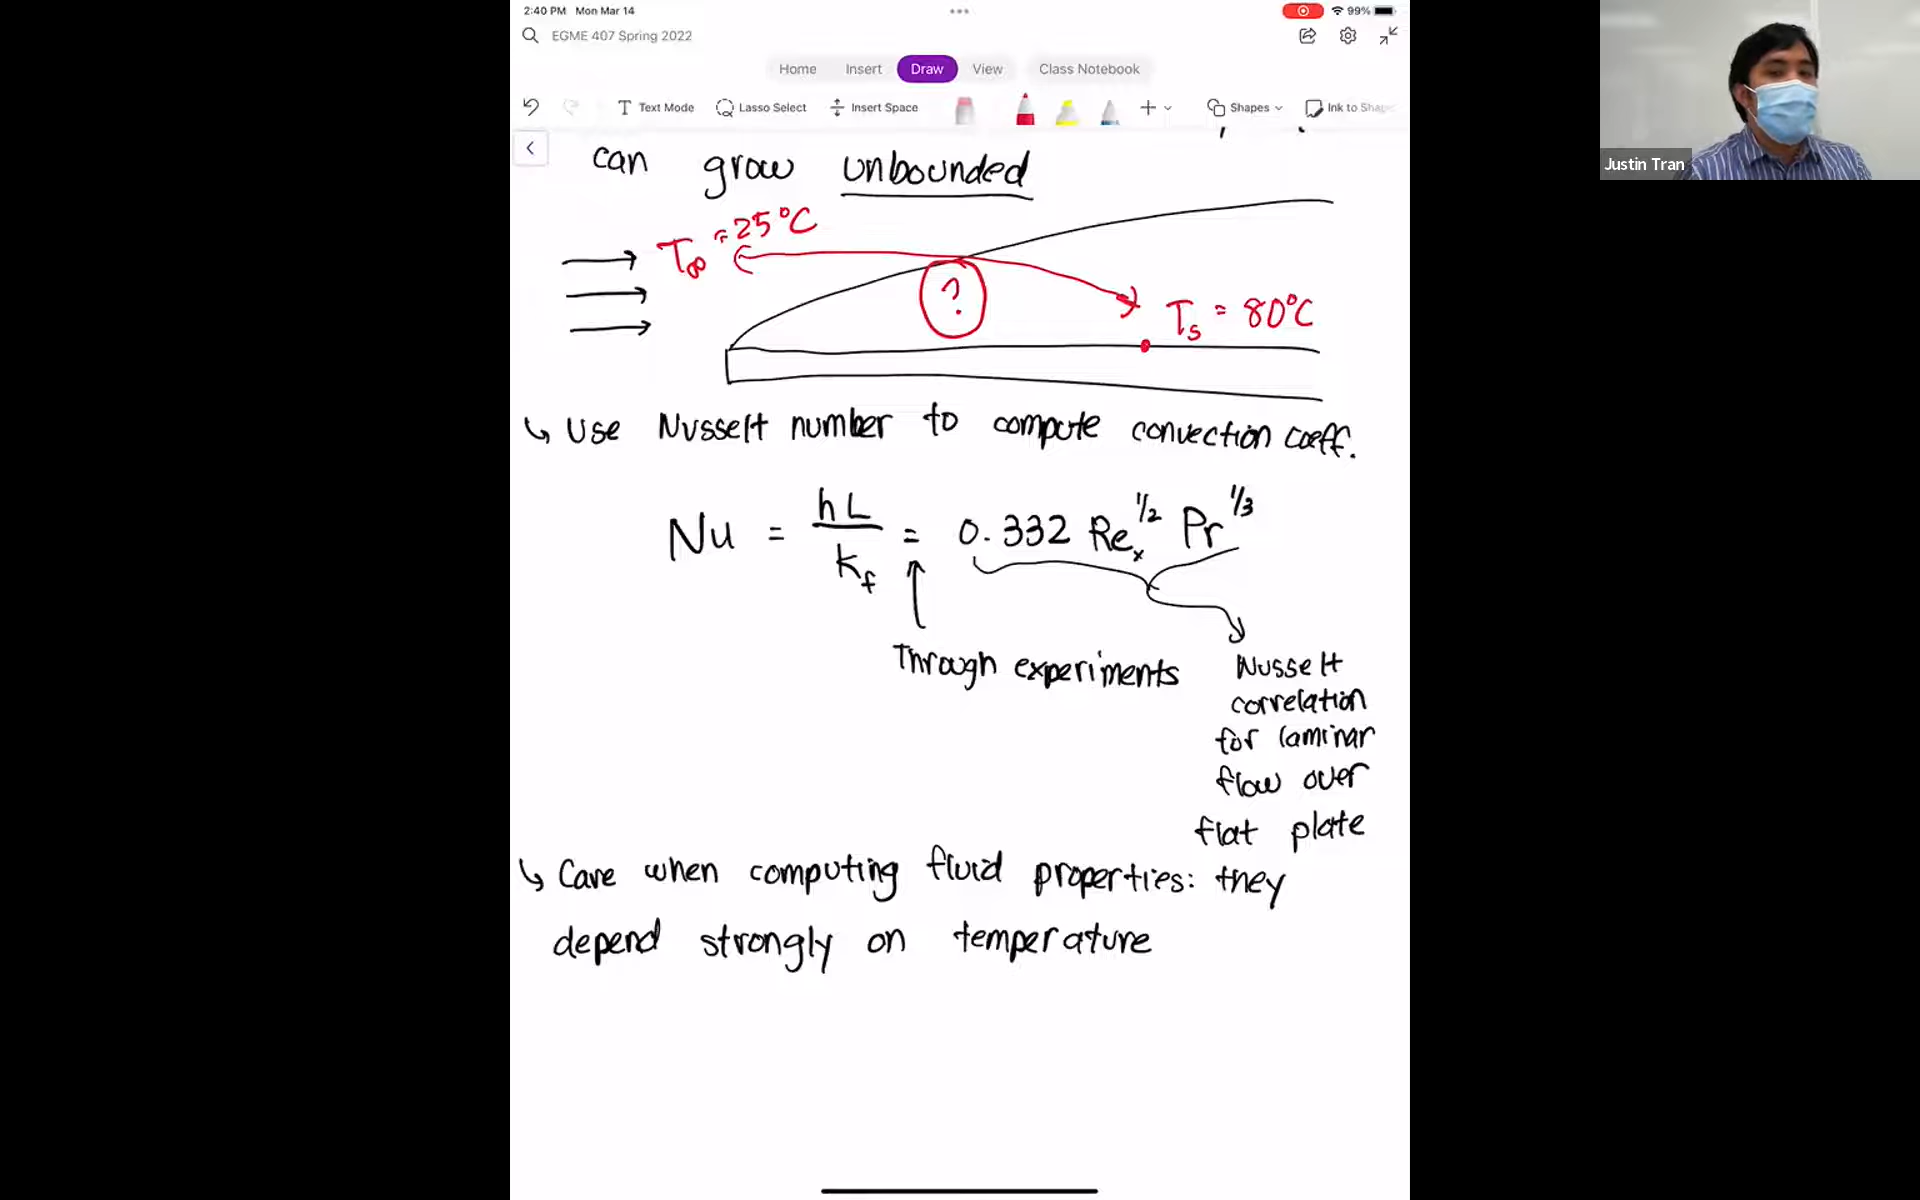 2:40 PM Mon Mar 14
99%
EGME 407 Spring 2022
Home Insert Draw View Class Notebook
Text Mode Lasso Select Insert Space Shapes Ink to Shape
Justin Tran
can grow unbounded
T∞ = 25°C
?
Ts = 80°C
↳ Use Nusselt number to compute convection coeff.
Nu = hL/kf = 0.332 Rex^1/2 Pr^1/3
Through experiments
Nusselt
correlation
for laminar
flow over
flat plate
↳ Care when computing fluid properties: they
depend strongly on temperature